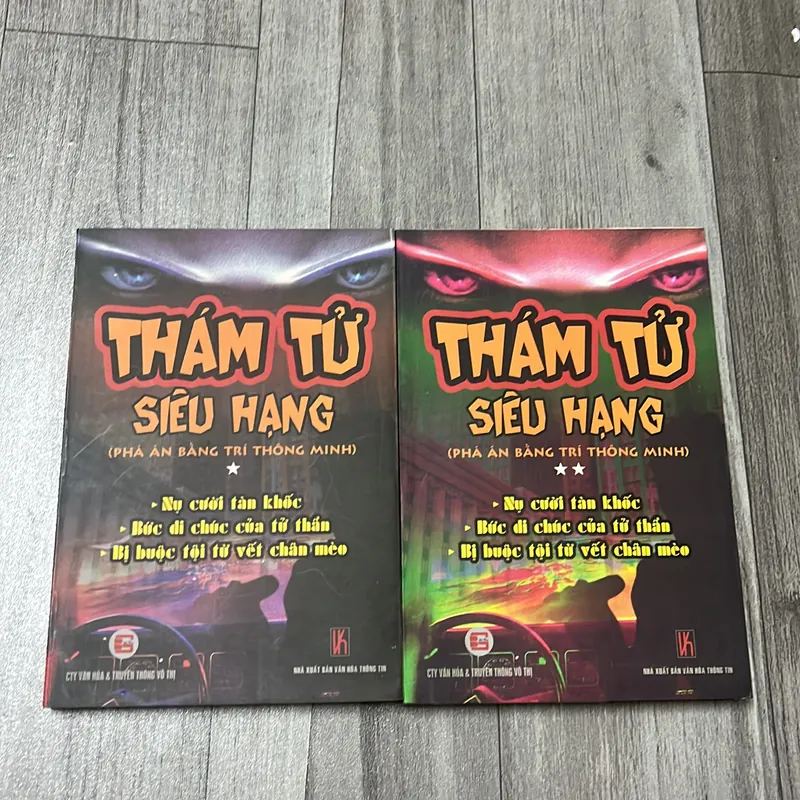 THÁM TỬ
SIÊU HẠNG
(PHÁ ÁN BẰNG TRÍ THÔNG MINH)
▸ Nụ cười tàn khốc
▸ Bức di chúc của tử thần
▸ Bị buộc tội từ vết chân mèo
CTY VĂN HÓA & TRUYỀN THÔNG VÕ THỊ
NHÀ XUẤT BẢN VĂN HÓA THÔNG TIN
THÁM TỬ
SIÊU HẠNG
(PHÁ ÁN BẰNG TRÍ THÔNG MINH)
▸ Nụ cười tàn khốc
▸ Bức di chúc của tử thần
▸ Bị buộc tội từ vết chân mèo
CTY VĂN HÓA & TRUYỀN THÔNG VÕ THỊ
NHÀ XUẤT BẢN VĂN HÓA THÔNG TIN